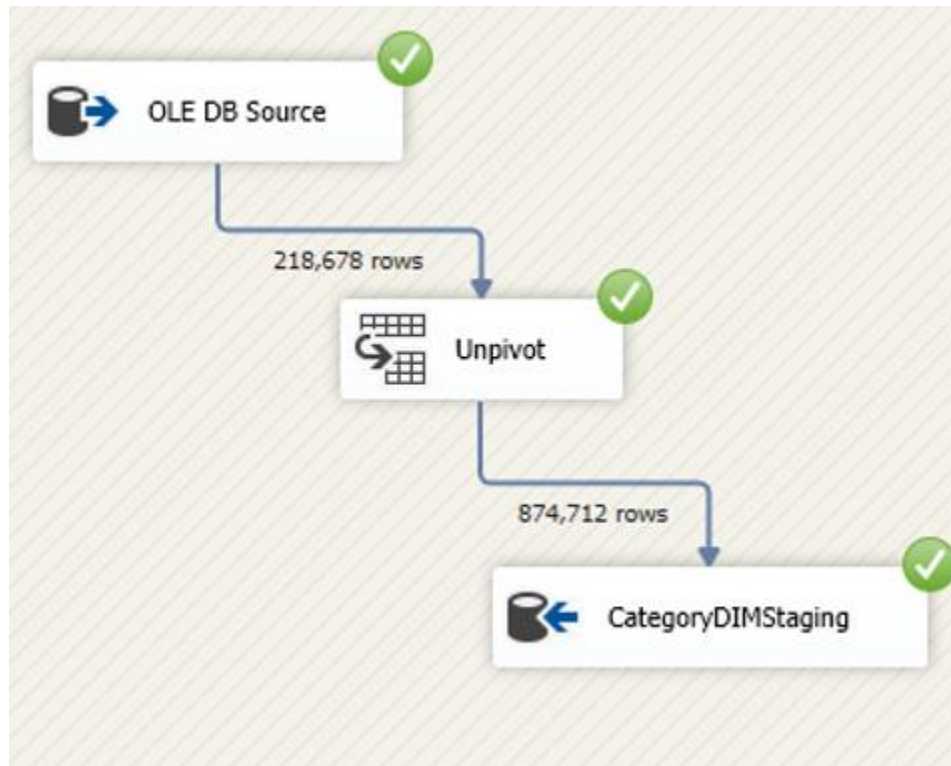 OLE DB Source
218,678 rows
Unpivot
874,712 rows
CategoryDIMStaging